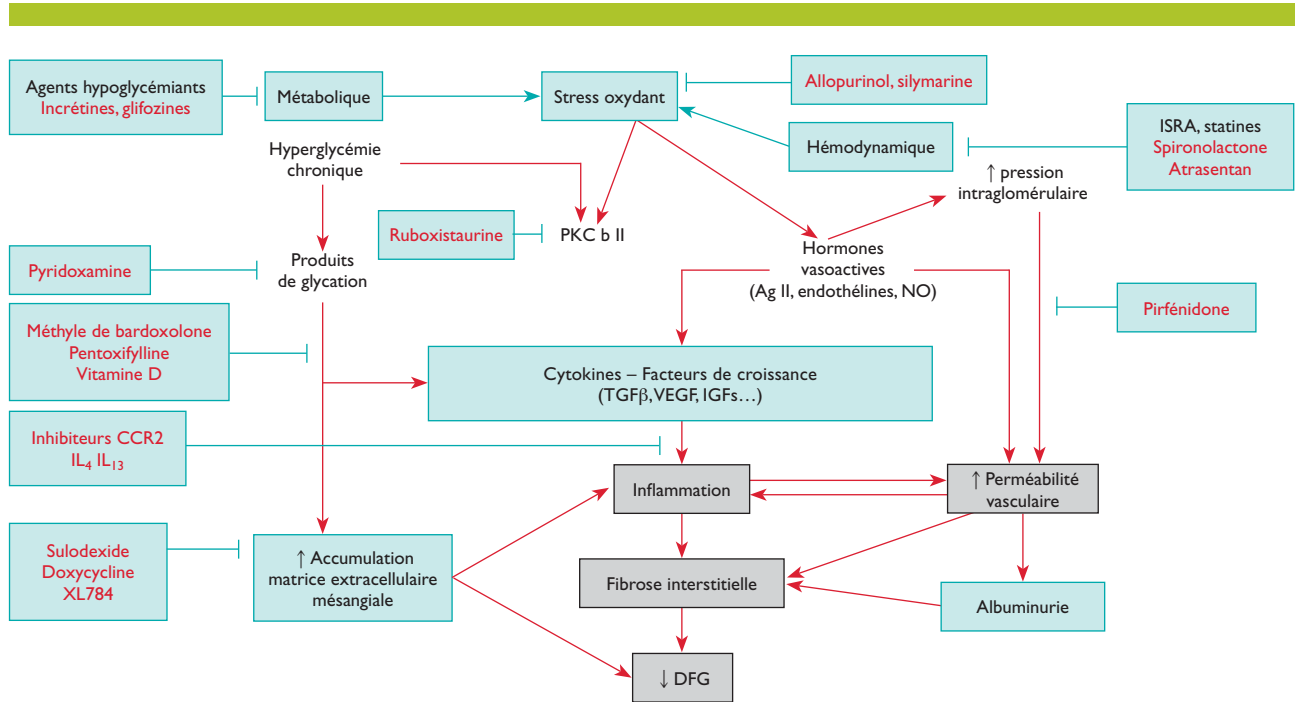 Agents hypoglycémiants
Incrétines, glifozines
Métabolique
Stress oxydant
Allopurinol, silymarine
Hémodynamique
ISRA, statines
Spironolactone
Atrasentan
Hyperglycémie
chronique
↑ pression
intraglomérulaire
Ruboxistaurine
PKC b II
Pyridoxamine
Produits
de glycation
Hormones
vasoactives
(Ag II, endothélines, NO)
Méthyle de bardoxolone
Pentoxifylline
Vitamine D
Pirfénidone
Cytokines – Facteurs de croissance
(TGFβ, VEGF, IGFs…)
Inhibiteurs CCR2
IL4 IL13
Inflammation
↑ Perméabilité
vasculaire
Sulodexide
Doxycycline
XL784
↑ Accumulation
matrice extracellulaire
mésangiale
Fibrose interstitielle
Albuminurie
↓ DFG